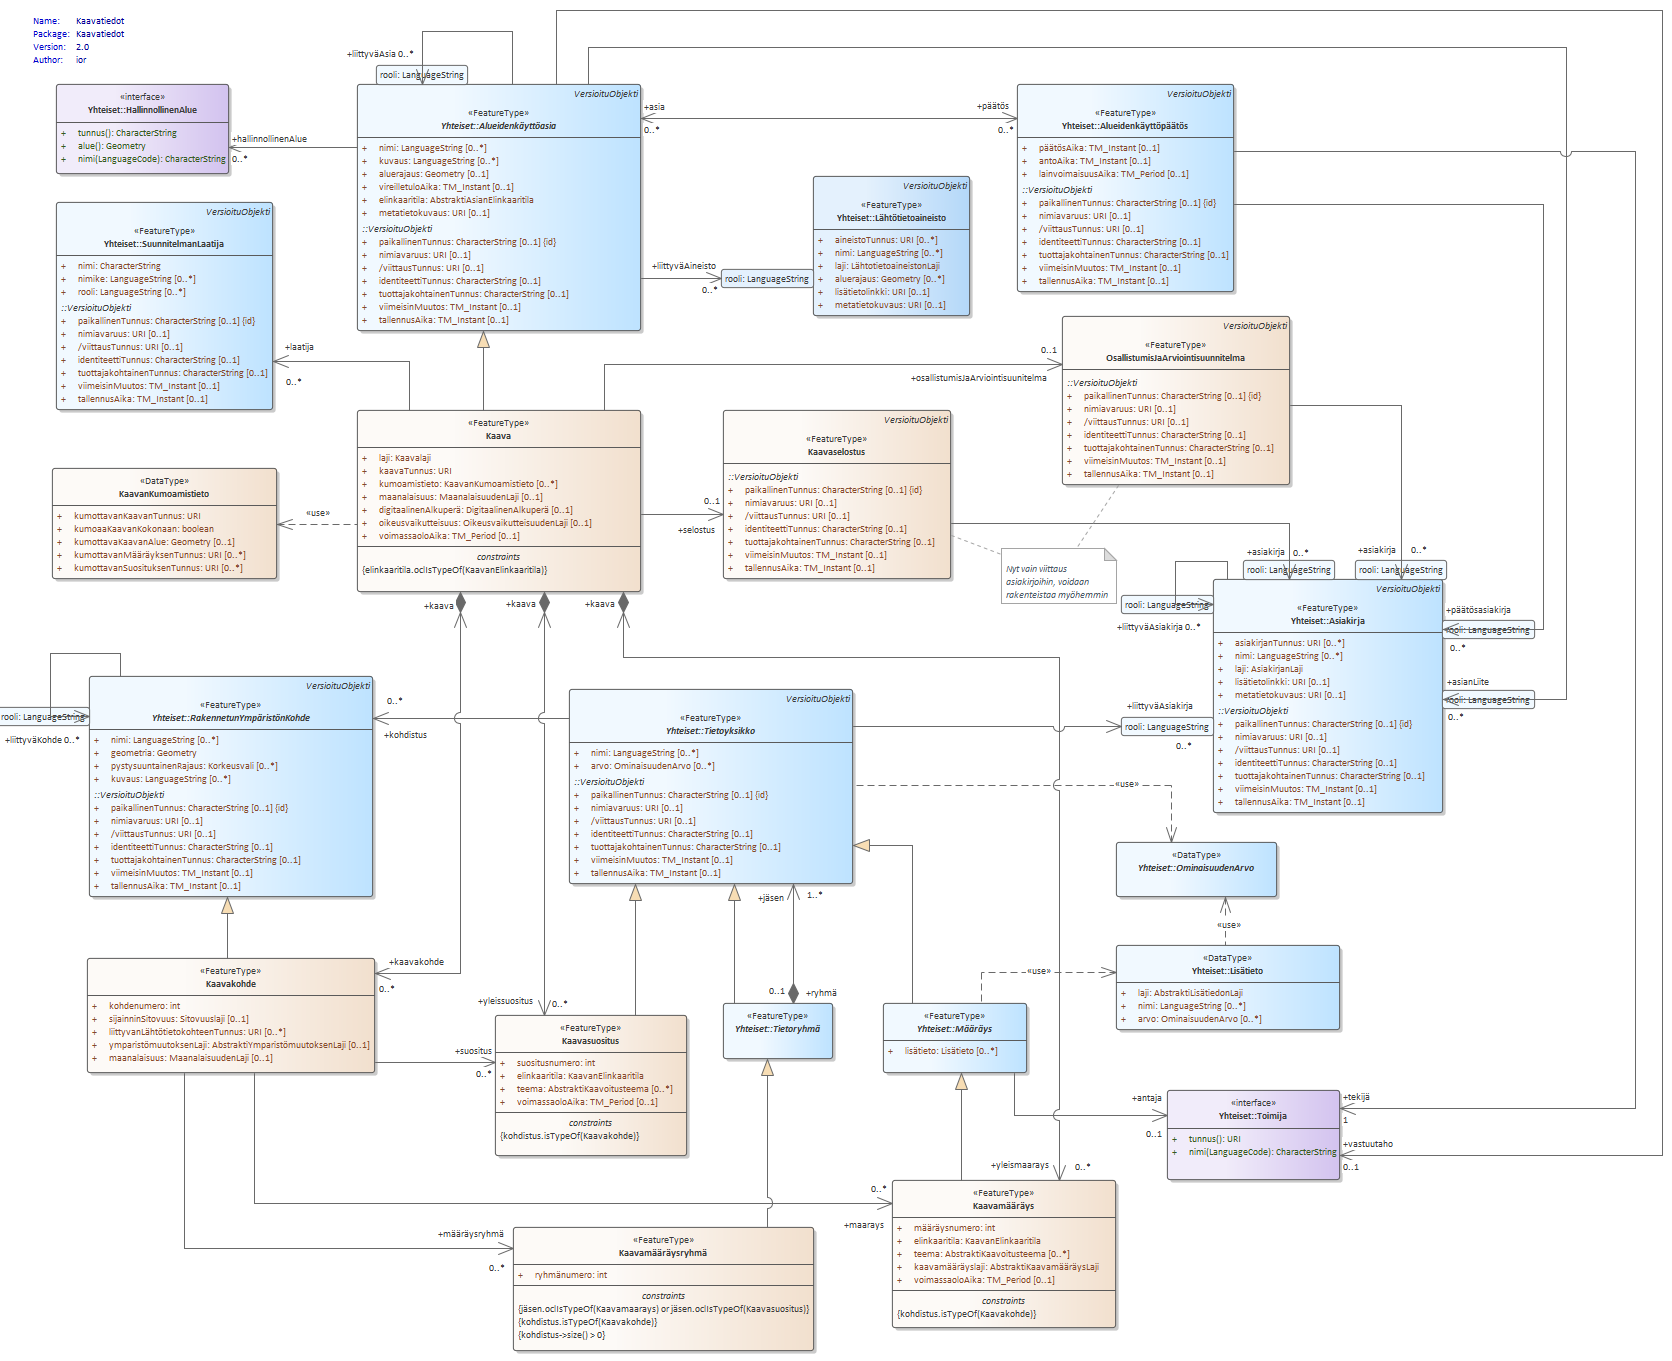 Name: Kaavatiedot
Package: Kaavatiedot
Version: 2.0
Author: ior
+liittyväAsia 0..*
rooli: LanguageString
«interface»
Yhteiset::HallinnollinenAlue
+ tunnus(): CharacterString
+ alue(): Geometry
+ nimi(LanguageCode): CharacterString
+hallinnollinenAlue
0..*
VersioituObjekti
«FeatureType»
Yhteiset::Alueidenkäyttöasia
+ nimi: LanguageString [0..*]
+ kuvaus: LanguageString [0..*]
+ aluerajaus: Geometry [0..1]
+ vireilletuloAika: TM_Instant [0..1]
+ elinkaaritila: AbstraktiAsianElinkaaritila
+ metatietokuvaus: URI [0..1]
::VersioituObjekti
+ paikallinenTunnus: CharacterString [0..1] {id}
+ nimiavaruus: URI [0..1]
+ /viittausTunnus: URI [0..1]
+ identiteettiTunnus: CharacterString [0..1]
+ tuottajakohtainenTunnus: CharacterString [0..1]
+ viimeisinMuutos: TM_Instant [0..1]
+ tallennusAika: TM_Instant [0..1]
+asia
0..*
+päätös
0..*
VersioituObjekti
«FeatureType»
Yhteiset::Alueidenkäyttöpäätös
+ päätösAika: TM_Instant [0..1]
+ antoAika: TM_Instant [0..1]
+ lainvoimaisuusAika: TM_Period [0..1]
::VersioituObjekti
+ paikallinenTunnus: CharacterString [0..1] {id}
+ nimiavaruus: URI [0..1]
+ /viittausTunnus: URI [0..1]
+ identiteettiTunnus: CharacterString [0..1]
+ tuottajakohtainenTunnus: CharacterString [0..1]
+ viimeisinMuutos: TM_Instant [0..1]
+ tallennusAika: TM_Instant [0..1]
VersioituObjekti
«FeatureType»
Yhteiset::Lähtötietoaineisto
+ aineistoTunnus: URI [0..*]
+ nimi: LanguageString [0..*]
+ laji: LähtotietoaineistonLaji
+ aluerajaus: Geometry [0..*]
+ lisätietolinkki: URI [0..1]
+ metatietokuvaus: URI [0..1]
+liittyväAineisto
0..*
rooli: LanguageString
VersioituObjekti
«FeatureType»
Yhteiset::SuunnitelmanLaatija
+ nimi: CharacterString
+ nimike: LanguageString [0..*]
+ rooli: LanguageString [0..*]
::VersioituObjekti
+ paikallinenTunnus: CharacterString [0..1] {id}
+ nimiavaruus: URI [0..1]
+ /viittausTunnus: URI [0..1]
+ identiteettiTunnus: CharacterString [0..1]
+ tuottajakohtainenTunnus: CharacterString [0..1]
+ viimeisinMuutos: TM_Instant [0..1]
+ tallennusAika: TM_Instant [0..1]
+laatija
0..*
0..1
+osallistumisJaArviointisuunitelma
VersioituObjekti
«FeatureType»
OsallistumisJaArviointisuunnitelma
::VersioituObjekti
+ paikallinenTunnus: CharacterString [0..1] {id}
+ nimiavaruus: URI [0..1]
+ /viittausTunnus: URI [0..1]
+ identiteettiTunnus: CharacterString [0..1]
+ tuottajakohtainenTunnus: CharacterString [0..1]
+ viimeisinMuutos: TM_Instant [0..1]
+ tallennusAika: TM_Instant [0..1]
«FeatureType»
Kaava
+ laji: Kaavalaji
+ kaavaTunnus: URI
+ kumoamistieto: KaavanKumoamistieto [0..*]
+ maanalaisuus: MaanalaisuudenLaji [0..1]
+ digitaalinenAlkuperä: DigitaalinenAlkuperä [0..1]
+ oikeusvaikutteisuus: OikeusvaikutteisuudenLaji [0..1]
+ voimassaoloAika: TM_Period [0..1]
constraints
{elinkaaritila.oclIsTypeOf(KaavanElinkaaritila)}
VersioituObjekti
«FeatureType»
Kaavaselostus
::VersioituObjekti
+ paikallinenTunnus: CharacterString [0..1] {id}
+ nimiavaruus: URI [0..1]
+ /viittausTunnus: URI [0..1]
+ identiteettiTunnus: CharacterString [0..1]
+ tuottajakohtainenTunnus: CharacterString [0..1]
+ viimeisinMuutos: TM_Instant [0..1]
+ tallennusAika: TM_Instant [0..1]
0..1
+selostus
«DataType»
KaavanKumoamistieto
+ kumottavanKaavanTunnus: URI
+ kumoaaKaavanKokonaan: boolean
+ kumottavaKaavanAlue: Geometry [0..1]
+ kumottavanMääräyksenTunnus: URI [0..*]
+ kumottavanSuosituksenTunnus: URI [0..*]
«use»
Nyt vain viittaus
asiakirjoihin, voidaan
rakenteistaa myöhemmin
+asiakirja 0..*
rooli: LanguageString
+asiakirja 0..*
rooli: LanguageString
rooli: LanguageString
+liittyväAsiakirja 0..*
VersioituObjekti
«FeatureType»
Yhteiset::Asiakirja
+ asiakirjanTunnus: URI [0..*]
+ nimi: LanguageString [0..*]
+ laji: AsiakirjanLaji
+ lisätietolinkki: URI [0..1]
+ metatietokuvaus: URI [0..1]
::VersioituObjekti
+ paikallinenTunnus: CharacterString [0..1] {id}
+ nimiavaruus: URI [0..1]
+ /viittausTunnus: URI [0..1]
+ identiteettiTunnus: CharacterString [0..1]
+ tuottajakohtainenTunnus: CharacterString [0..1]
+ viimeisinMuutos: TM_Instant [0..1]
+ tallennusAika: TM_Instant [0..1]
+päätösasiakirja
rooli: LanguageString
0..*
+asianLiite
rooli: LanguageString
0..*
+kaava
+kaava
+kaava
rooli: LanguageString
+liittyväKohde 0..*
VersioituObjekti
«FeatureType»
Yhteiset::RakennetunYmpäristönKohde
+ nimi: LanguageString [0..*]
+ geometria: Geometry
+ pystysuuntainenRajaus: Korkeusvali [0..*]
+ kuvaus: LanguageString [0..*]
::VersioituObjekti
+ paikallinenTunnus: CharacterString [0..1] {id}
+ nimiavaruus: URI [0..1]
+ /viittausTunnus: URI [0..1]
+ identiteettiTunnus: CharacterString [0..1]
+ tuottajakohtainenTunnus: CharacterString [0..1]
+ viimeisinMuutos: TM_Instant [0..1]
+ tallennusAika: TM_Instant [0..1]
0..*
+kohdistus
VersioituObjekti
«FeatureType»
Yhteiset::Tietoyksikko
+ nimi: LanguageString [0..*]
+ arvo: OminaisuudenArvo [0..*]
::VersioituObjekti
+ paikallinenTunnus: CharacterString [0..1] {id}
+ nimiavaruus: URI [0..1]
+ /viittausTunnus: URI [0..1]
+ identiteettiTunnus: CharacterString [0..1]
+ tuottajakohtainenTunnus: CharacterString [0..1]
+ viimeisinMuutos: TM_Instant [0..1]
+ tallennusAika: TM_Instant [0..1]
+liittyväAsiakirja
rooli: LanguageString
0..*
«use»
«DataType»
Yhteiset::OminaisuudenArvo
«use»
+jäsen 1..*
«DataType»
Yhteiset::Lisätieto
+ laji: AbstraktiLisätiedonLaji
+ nimi: LanguageString [0..*]
+ arvo: OminaisuudenArvo [0..*]
«use»
«FeatureType»
Kaavakohde
+ kohdenumero: int
+ sijainninSitovuus: Sitovuuslaji [0..1]
+ liittyvanLähtötietokohteenTunnus: URI [0..*]
+ ymparistömuutoksenLaji: AbstraktiYmparistömuutoksenLaji [0..1]
+ maanalaisuus: MaanalaisuudenLaji [0..1]
+kaavakohde
0..*
+yleissuositus 0..*
+suositus
0..*
«FeatureType»
Kaavasuositus
+ suositusnumero: int
+ elinkaaritila: KaavanElinkaaritila
+ teema: AbstraktiKaavoitusteema [0..*]
+ voimassaoloAika: TM_Period [0..1]
constraints
{kohdistus.isTypeOf(Kaavakohde)}
0..1 +ryhmä
«FeatureType»
Yhteiset::Tietoryhmä
«FeatureType»
Yhteiset::Määräys
+ lisätieto: Lisätieto [0..*]
+antaja
0..1
«interface»
Yhteiset::Toimija
+ tunnus(): URI
+ nimi(LanguageCode): CharacterString
+tekijä
1
+vastuutaho
0..1
+yleismaarays 0..*
0..*
+maarays
«FeatureType»
Kaavamääräys
+ määräysnumero: int
+ elinkaaritila: KaavanElinkaaritila
+ teema: AbstraktiKaavoitusteema [0..*]
+ kaavamääräyslaji: AbstraktiKaavamääräysLaji
+ voimassaoloAika: TM_Period [0..1]
constraints
{kohdistus.isTypeOf(Kaavakohde)}
+määräysryhmä
0..*
«FeatureType»
Kaavamääräysryhmä
+ ryhmänumero: int
constraints
{jäsen.oclIsTypeOf(Kaavamaarays) or jäsen.oclIsTypeOf(Kaavasuositus)}
{kohdistus.isTypeOf(Kaavakohde)}
{kohdistus->size() > 0}